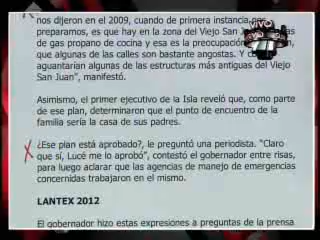 nos dijeron en el 2009, cuando de primera instancia nos
preparamos, es que hay en la zona del Viejo San
de gas propano de cocina y esa es la preocupación
que algunas de las calles son bastante angostas. Y
aguantarían algunas de las estructuras más antiguas del Viejo
San Juan”, manifestó.
Asimismo, el primer ejecutivo de la Isla reveló que, como parte
de ese plan, determinaron que el punto de encuentro de la
familia sería la casa de sus padres.
X ¿Ese plan está aprobado?, le preguntó una periodista. “Claro
que sí, Lucé me lo aprobó”, contestó el gobernador entre risas,
para luego aclarar que las agencias de manejo de emergencias
concernidas trabajaron en el mismo.
LANTEX 2012
El gobernador hizo estas expresiones a preguntas de la prensa
VIVO